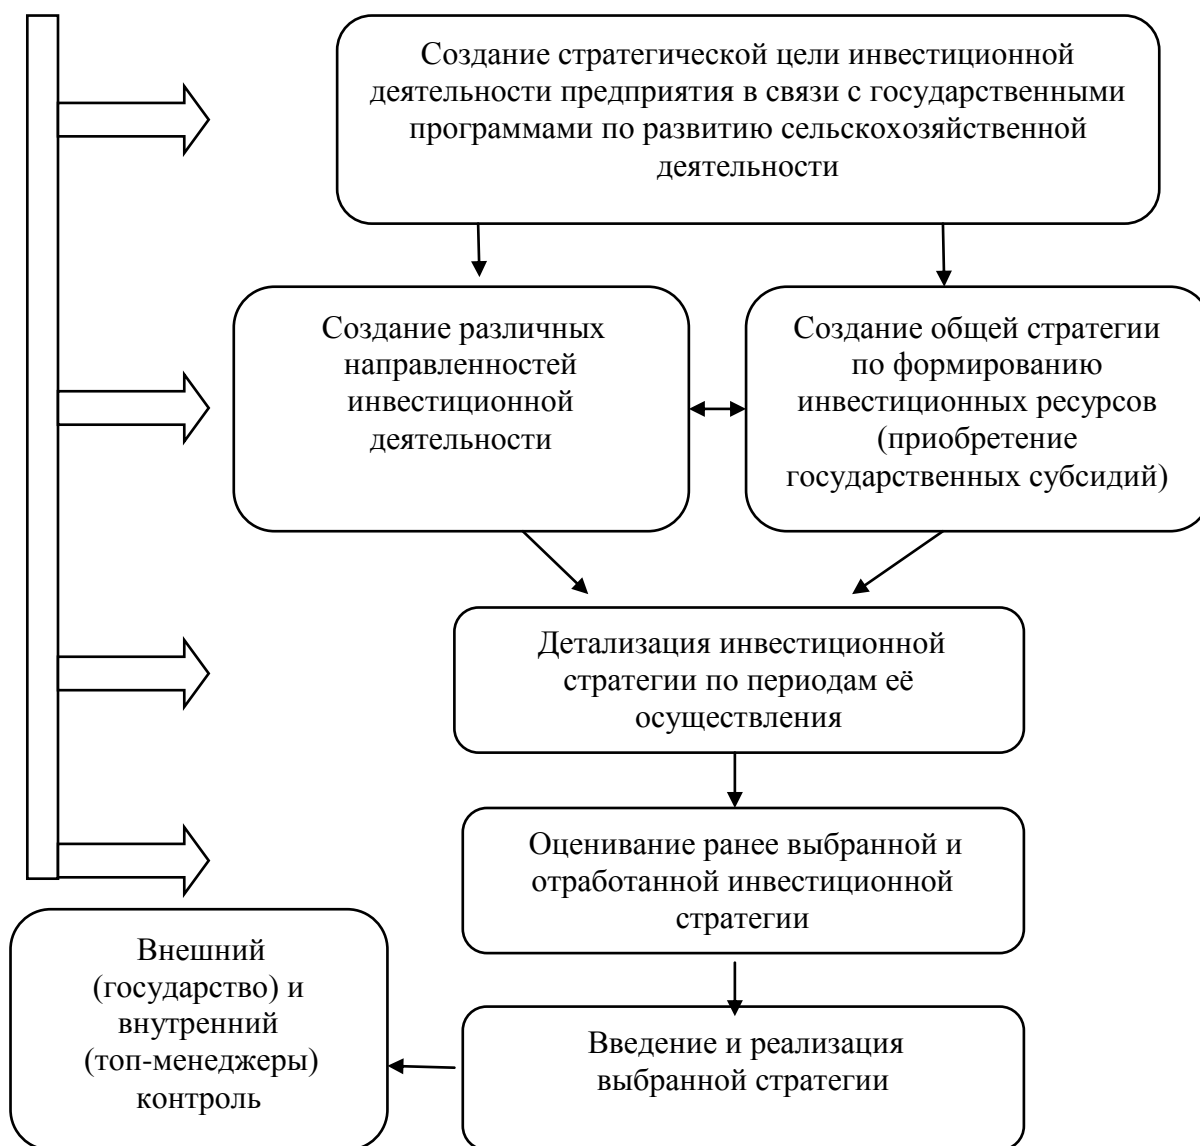 Создание стратегической цели инвестиционной
деятельности предприятия в связи с государственными
программами по развитию сельскохозяйственной
деятельности
Создание различных
направленностей
инвестиционной
деятельности
Создание общей стратегии
по формированию
инвестиционных ресурсов
(приобретение
государственных субсидий)
Детализация инвестиционной
стратегии по периодам её
осуществления
Оценивание ранее выбранной и
отработанной инвестиционной
стратегии
Внешний
(государство) и
внутренний
(топ-менеджеры)
контроль
Введение и реализация
выбранной стратегии